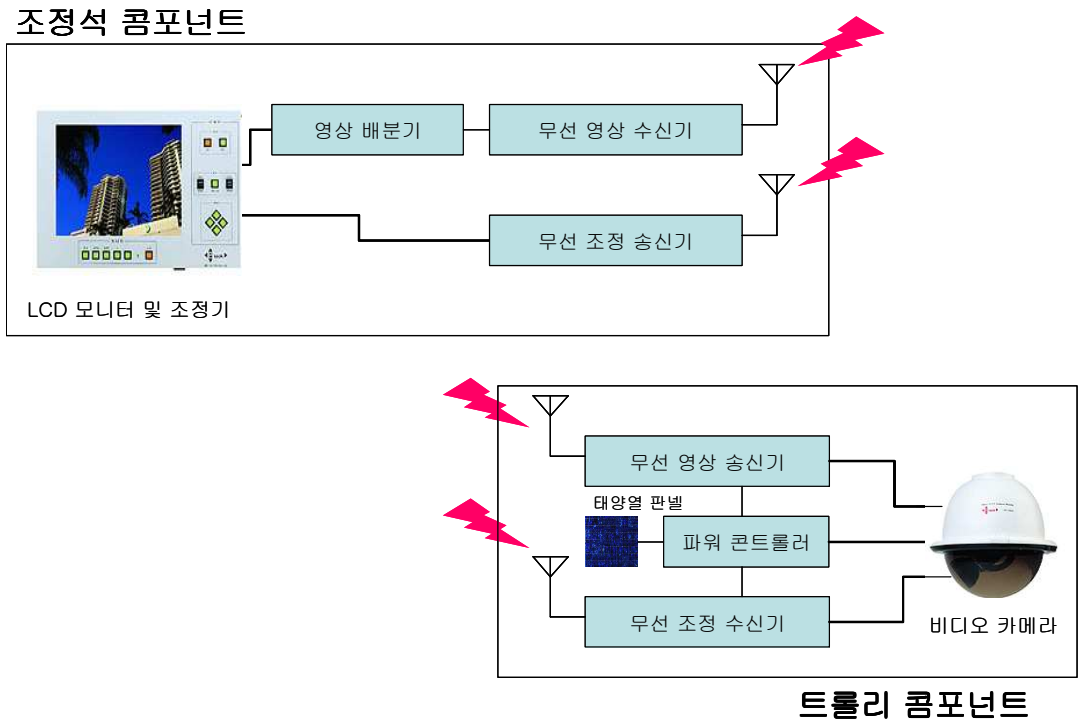 조정석 콤포넌트
영상 배분기
무선 영상 수신기
무선 조정 송신기
LCD 모니터 및 조정기
무선 영상 송신기
태양열 판넬
파워 콘트롤러
무선 조정 수신기
비디오 카메라
트롤리 콤포넌트